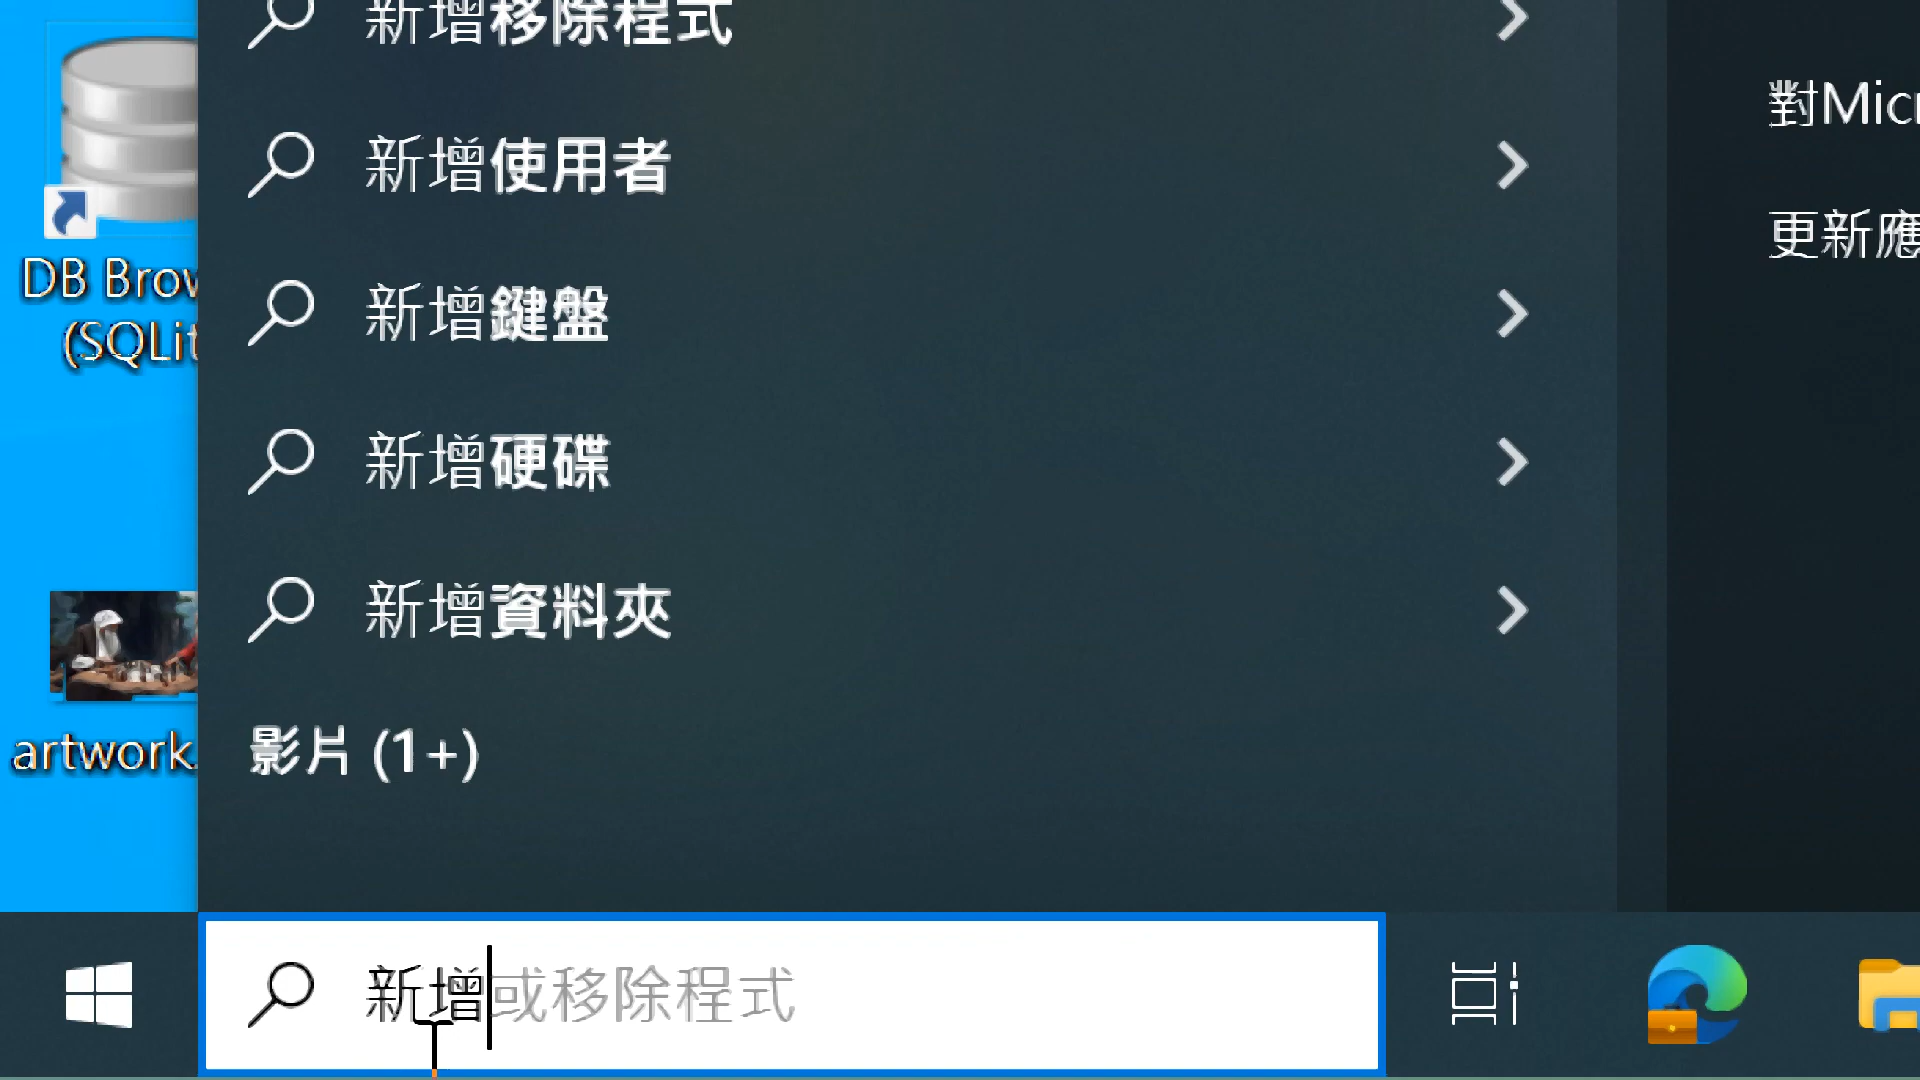 新增移除程式
新增使用者
新增鍵盤
新增硬碟
新增資料夾
影片 (1+)
新增或移除程式
DB Brow
(SQLit
artwork.
對Micr
更新應